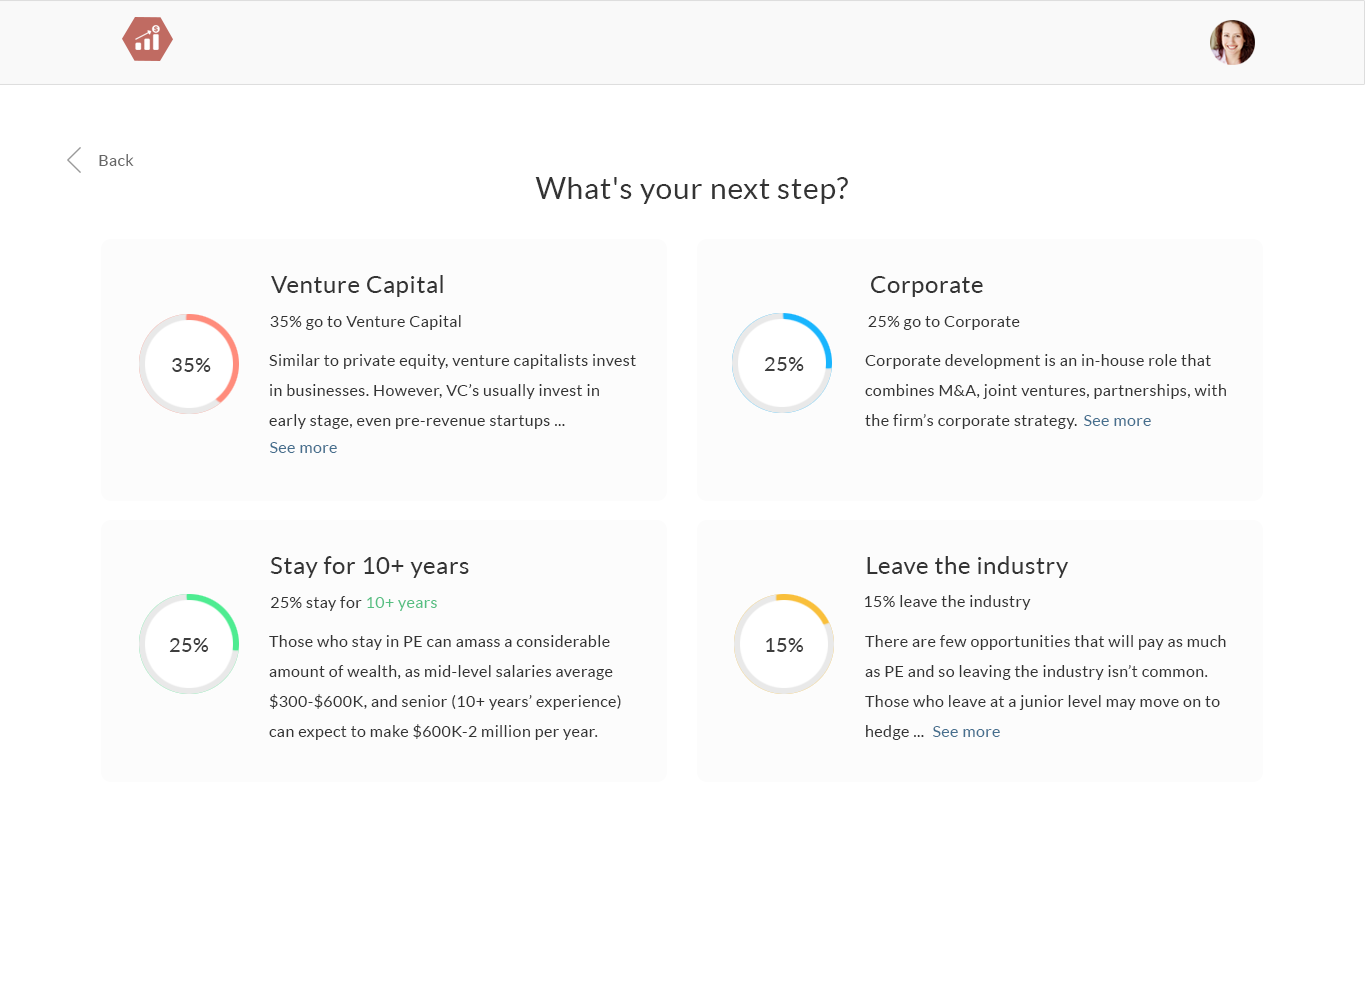 Back
What's your next step?
Venture Capital
35% go to Venture Capital
35%
Similar to private equity, venture capitalists invest
in businesses. However, VC’s usually invest in
early stage, even pre-revenue startups ...
See more
Corporate
25% go to Corporate
25%
Corporate development is an in-house role that
combines M&A, joint ventures, partnerships, with
the firm’s corporate strategy. See more
Stay for 10+ years
25% stay for 10+ years
25%
Those who stay in PE can amass a considerable
amount of wealth, as mid-level salaries average
$300-$600K, and senior (10+ years’ experience)
can expect to make $600K-2 million per year.
Leave the industry
15% leave the industry
15%
There are few opportunities that will pay as much
as PE and so leaving the industry isn’t common.
Those who leave at a junior level may move on to
hedge ... See more